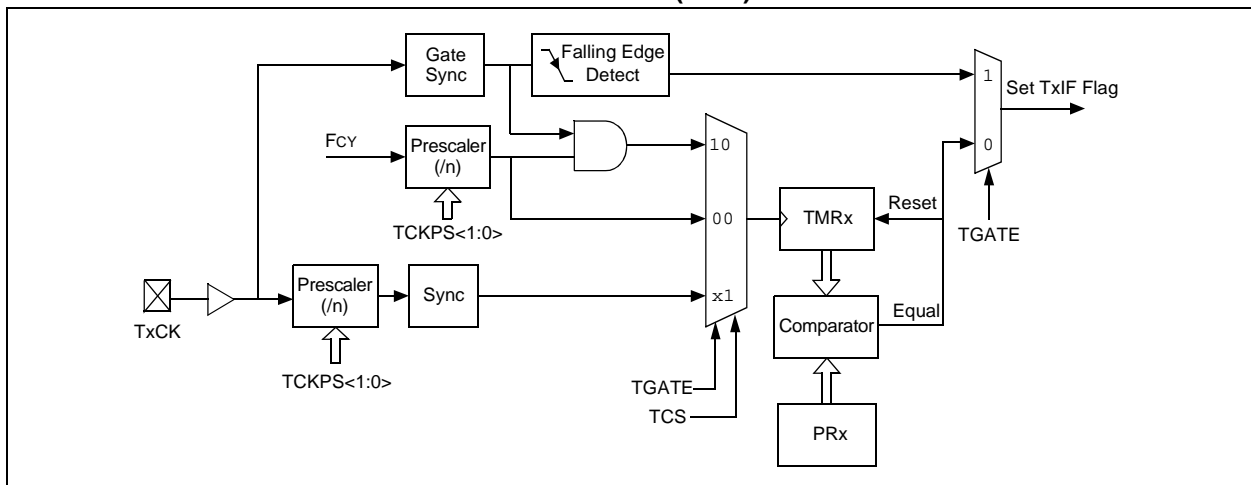 Gate
Sync
Falling Edge
Detect
1
Set TxIF Flag
FCY
Prescaler
(/n)
10
0
TCKPS<1:0>
00
TMRx
Reset
TGATE
Prescaler
(/n)
Sync
x1
TxCK
Comparator
Equal
TCKPS<1:0>
TGATE
TCS
PRx